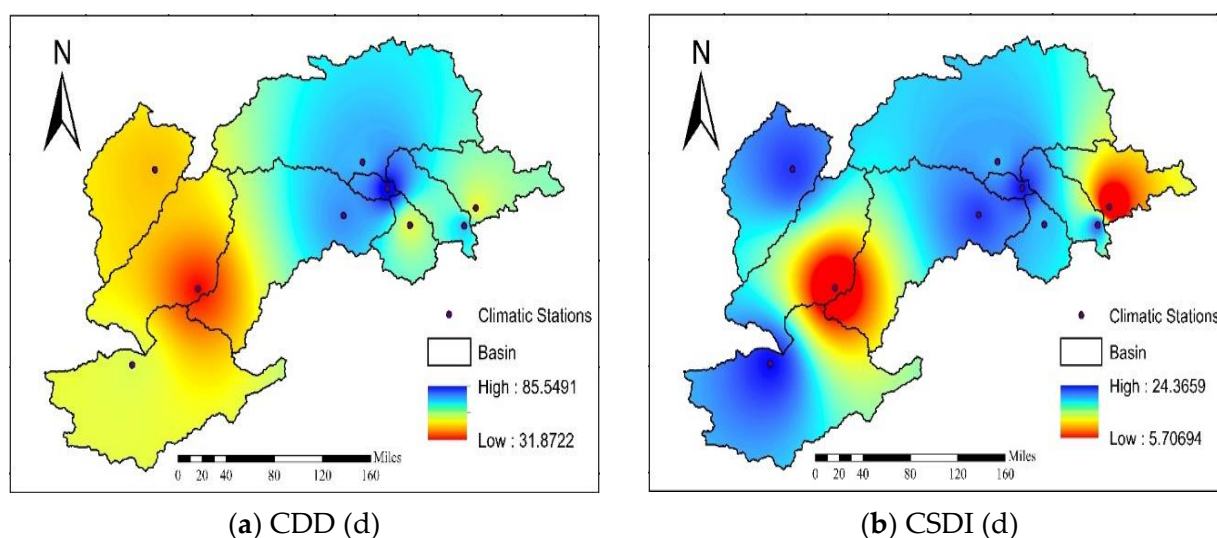 N
Climatic Stations
Basin
High : 85.5491
Low : 31.8722
Miles
0 20 40 80 120 160
(a) CDD (d)
N
Climatic Stations
Basin
High : 24.3659
Low : 5.70694
Miles
0 20 40 80 120 160
(b) CSDI (d)